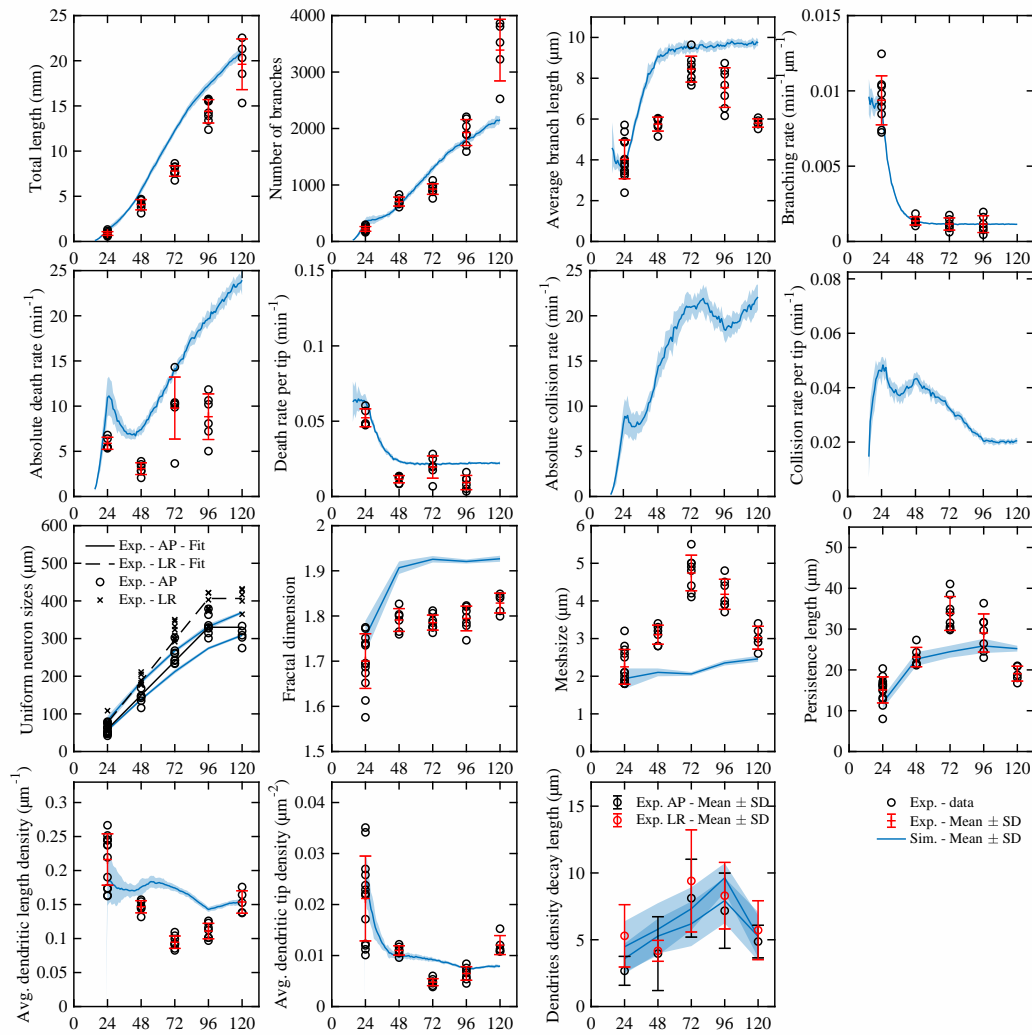 Total length (mm)
25
20
15
10
5
0
0 24 48 72 96 120
Number of branches
4000
3000
2000
1000
0
0 24 48 72 96 120
Average branch length (μm)
10
8
6
4
2
0
0 24 48 72 96 120
Branching rate (min⁻¹μm⁻¹)
0.015
0.01
0.005
0
0 24 48 72 96 120
Absolute death rate (min⁻¹)
25
20
15
10
5
0
0 24 48 72 96 120
Death rate per tip (min⁻¹)
0.15
0.1
0.05
0
0 24 48 72 96 120
Absolute collision rate (min⁻¹)
25
20
15
10
5
0
0 24 48 72 96 120
Collision rate per tip (min⁻¹)
0.08
0.06
0.04
0.02
0
0 24 48 72 96 120
Uniform neuron sizes (μm)
600
500
400
300
200
100
0
0 24 48 72 96 120
Exp. - AP - Fit
Exp. - LR - Fit
Exp. - AP
Exp. - LR
Fractal dimension
2
1.9
1.8
1.7
1.6
1.5
0 24 48 72 96 120
Meshsize (μm)
6
5
4
3
2
1
0
0 24 48 72 96 120
Persistence length (μm)
50
40
30
20
10
0
0 24 48 72 96 120
Avg. dendritic length density (μm⁻¹)
0.3
0.25
0.2
0.15
0.1
0.05
0
0 24 48 72 96 120
Avg. dendritic tip density (μm⁻²)
0.04
0.03
0.02
0.01
0
0 24 48 72 96 120
Dendrites density decay length (μm)
15
10
5
0
0 24 48 72 96 120
Exp. AP - Mean ± SD
Exp. LR - Mean ± SD
Exp. - data
Exp. - Mean ± SD
Sim. - Mean ± SD